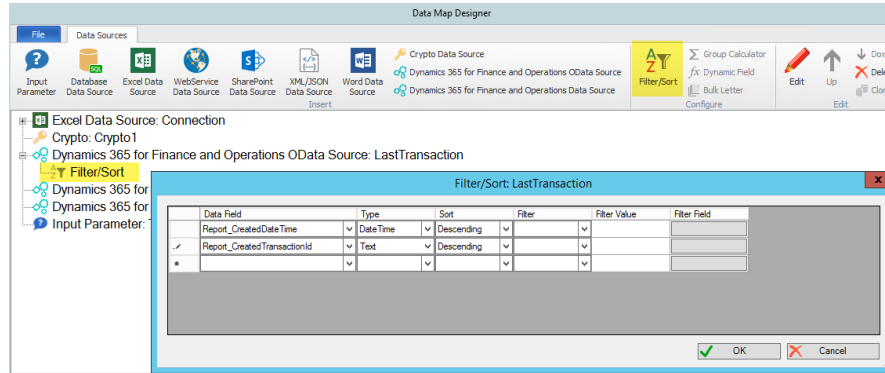 Data Map Designer
File Data Sources
Input Parameter
Database Data Source
Excel Data Source
WebService Data Source
SharePoint Data Source
XML/JSON Data Source
Word Data Source
Crypto Data Source
Dynamics 365 for Finance and Operations OData Source
Dynamics 365 for Finance and Operations Data Source
Insert
Filter/Sort
Group Calculator
fx Dynamic Field
Bulk Letter
Configure
Edit
Up
Dov
Dele
Clon
Edit
Excel Data Source: Connection
Crypto: Crypto1
Dynamics 365 for Finance and Operations OData Source: LastTransaction
Filter/Sort
Dynamics 365 for
Dynamics 365 for
Input Parameter:
Filter/Sort: LastTransaction
x
Data Field Type Sort Filter Filter Value Filter Field
Report_CreatedDateTime DateTime Descending
Report_CreatedTransactionId Text Descending
OK Cancel